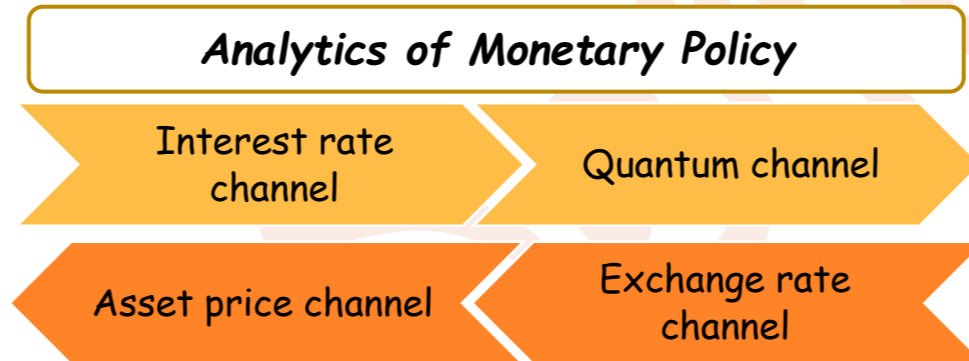 Analytics of Monetary Policy
Interest rate
channel
Quantum channel
Asset price channel
Exchange rate
channel